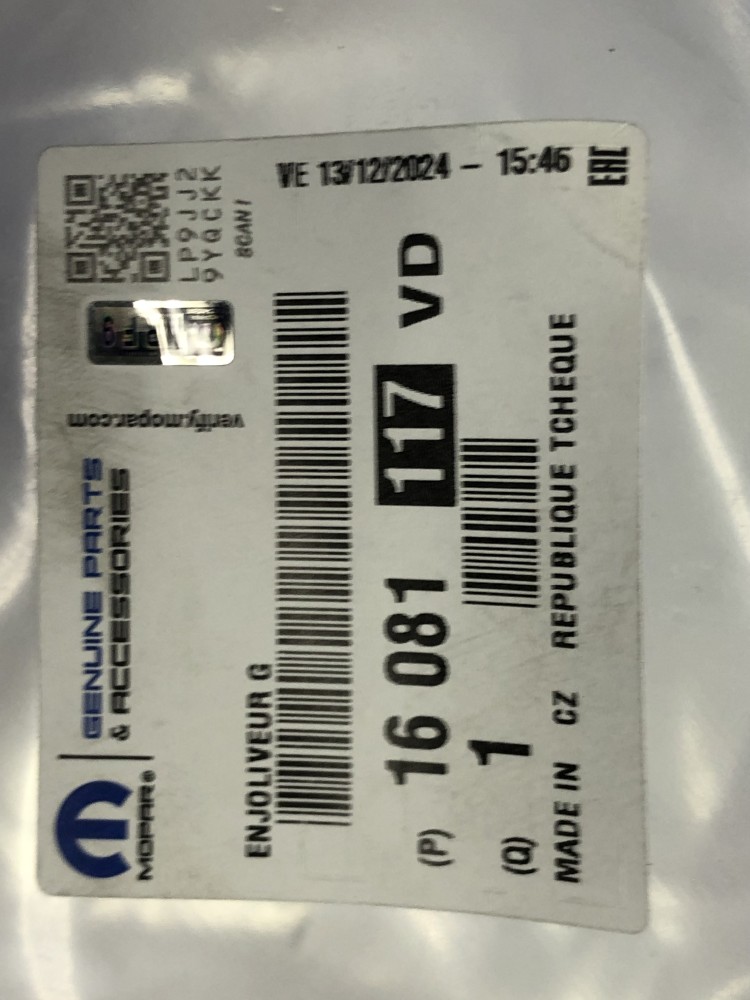 MOPAR®
GENUINE PARTS
& ACCESSORIES
verify.mopar.com
LP9JJ2
9YQCKK
SCAN!
ENJOLIVEUR G
VE 13/12/2024 - 15:46
(P) 16 081 117 VD
(Q) 1
MADE IN CZ REPUBLIQUE TCHEQUE
EAC